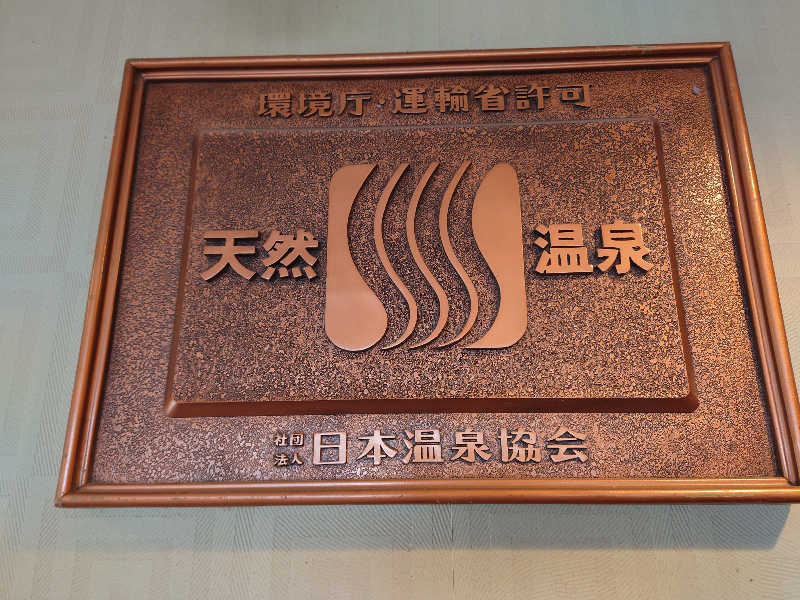 環境庁・運輸省許可
天然 温泉
社団法人 日本温泉協会